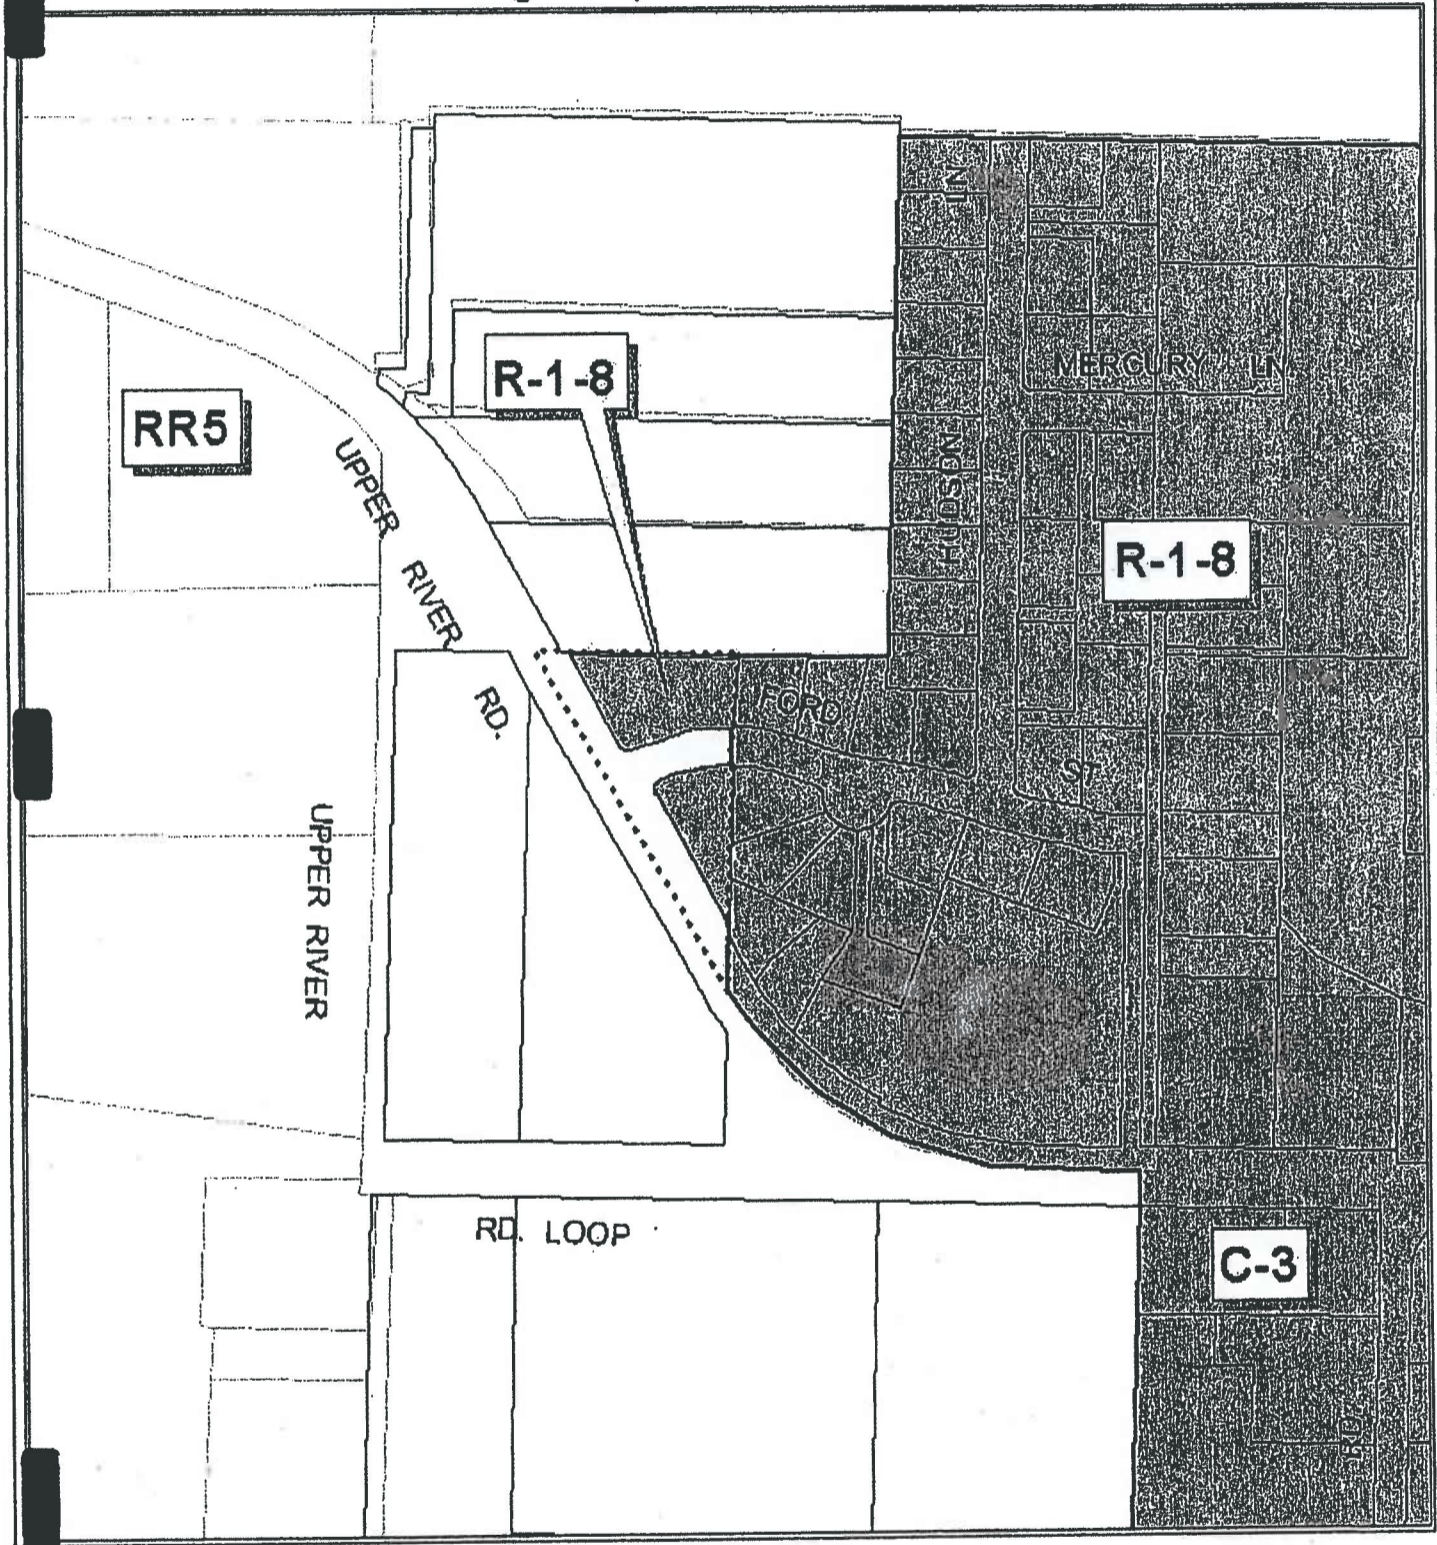 LN
MERCURY LN
R-1-8
RR5
HUDSON
UPPER RIVER RD.
R-1-8
FORD ST
UPPER RIVER
RD. LOOP
C-3
RD.